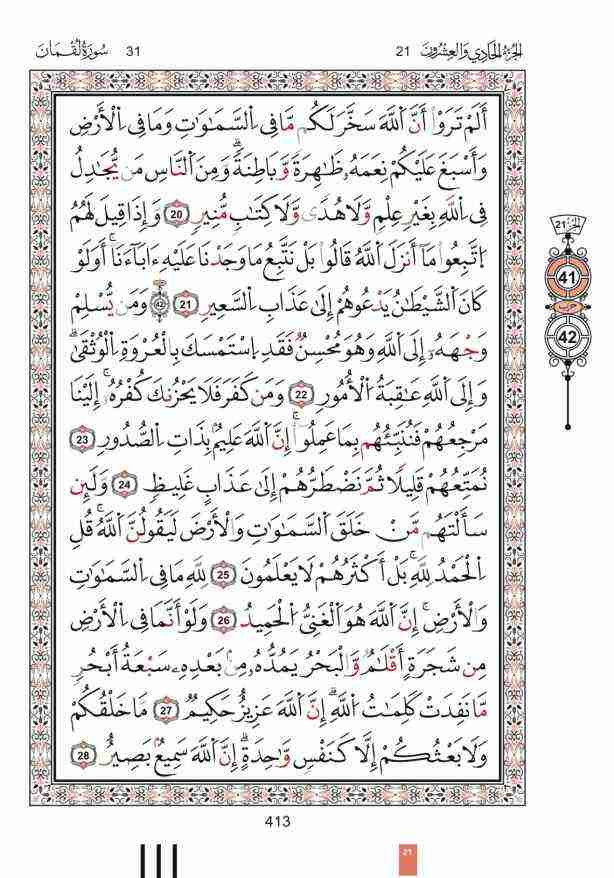 الجزء الحادي والعشرون 21
31 سورة لقمان
أَلَمْ تَرَوْا أَنَّ اللَّهَ سَخَّرَ لَكُم مَّا فِي السَّمَاوَاتِ وَمَا فِي الْأَرْضِ
وَأَسْبَغَ عَلَيْكُمْ نِعَمَهُ ظَاهِرَةً وَبَاطِنَةً وَمِنَ النَّاسِ مَن يُجَادِلُ
فِي اللَّهِ بِغَيْرِ عِلْمٍ وَلَا هُدًى وَلَا كِتَابٍ مُّنِيرٍ 20 وَإِذَا قِيلَ لَهُمُ
اتَّبِعُوا مَا أَنزَلَ اللَّهُ قَالُوا بَلْ نَتَّبِعُ مَا وَجَدْنَا عَلَيْهِ ءَابَاءَنَا أَوَلَوْ
كَانَ الشَّيْطَانُ يَدْعُوهُمْ إِلَى عَذَابِ السَّعِيرِ 21 42 وَمَن يُسْلِمْ
وَجْهَهُ إِلَى اللَّهِ وَهُوَ مُحْسِنٌ فَقَدِ اسْتَمْسَكَ بِالْعُرْوَةِ الْوُثْقَى
وَإِلَى اللَّهِ عَاقِبَةُ الْأُمُورِ 22 وَمَن كَفَرَ فَلَا يَحْزُنكَ كُفْرُهُ إِلَيْنَا
مَرْجِعُهُمْ فَنُنَبِّئُهُم بِمَا عَمِلُوا إِنَّ اللَّهَ عَلِيمٌ بِذَاتِ الصُّدُورِ 23
نُمَتِّعُهُمْ قَلِيلًا ثُمَّ نَضْطَرُّهُمْ إِلَى عَذَابٍ غَلِيظٍ 24 وَلَئِن
سَأَلْتَهُم مَّنْ خَلَقَ السَّمَاوَاتِ وَالْأَرْضَ لَيَقُولُنَّ اللَّهُ قُلِ
الْحَمْدُ لِلَّهِ بَلْ أَكْثَرُهُمْ لَا يَعْلَمُونَ 25 لِلَّهِ مَا فِي السَّمَاوَاتِ
وَالْأَرْضِ إِنَّ اللَّهَ هُوَ الْغَنِيُّ الْحَمِيدُ 26 وَلَوْ أَنَّمَا فِي الْأَرْضِ
مِن شَجَرَةٍ أَقْلَامٌ وَالْبَحْرُ يَمُدُّهُ مِن بَعْدِهِ سَبْعَةُ أَبْحُرٍ
مَّا نَفِدَتْ كَلِمَاتُ اللَّهِ إِنَّ اللَّهَ عَزِيزٌ حَكِيمٌ 27 مَّا خَلْقُكُمْ
وَلَا بَعْثُكُمْ إِلَّا كَنَفْسٍ وَاحِدَةٍ إِنَّ اللَّهَ سَمِيعٌ بَصِيرٌ 28
21
41
حزب
42
413
21